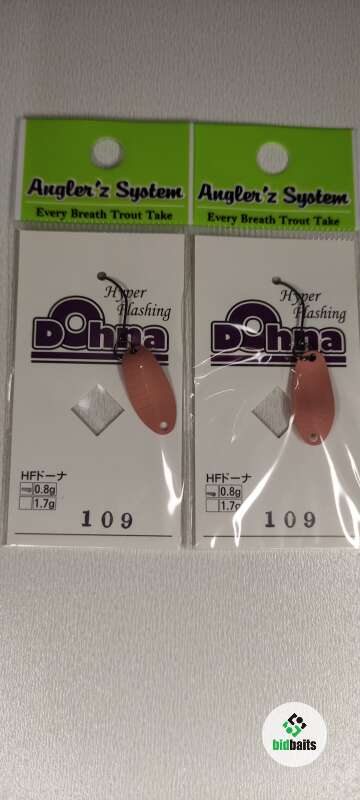 Angler'z System
Every Breath Trout Take
Hyper
Flashing
Dohna
HFドーナ
0.8g
1.7g
109
Angler'z System
Every Breath Trout Take
Hyper
Flashing
Dohna
HFドーナ
0.8g
1.7g
109
bidbaits